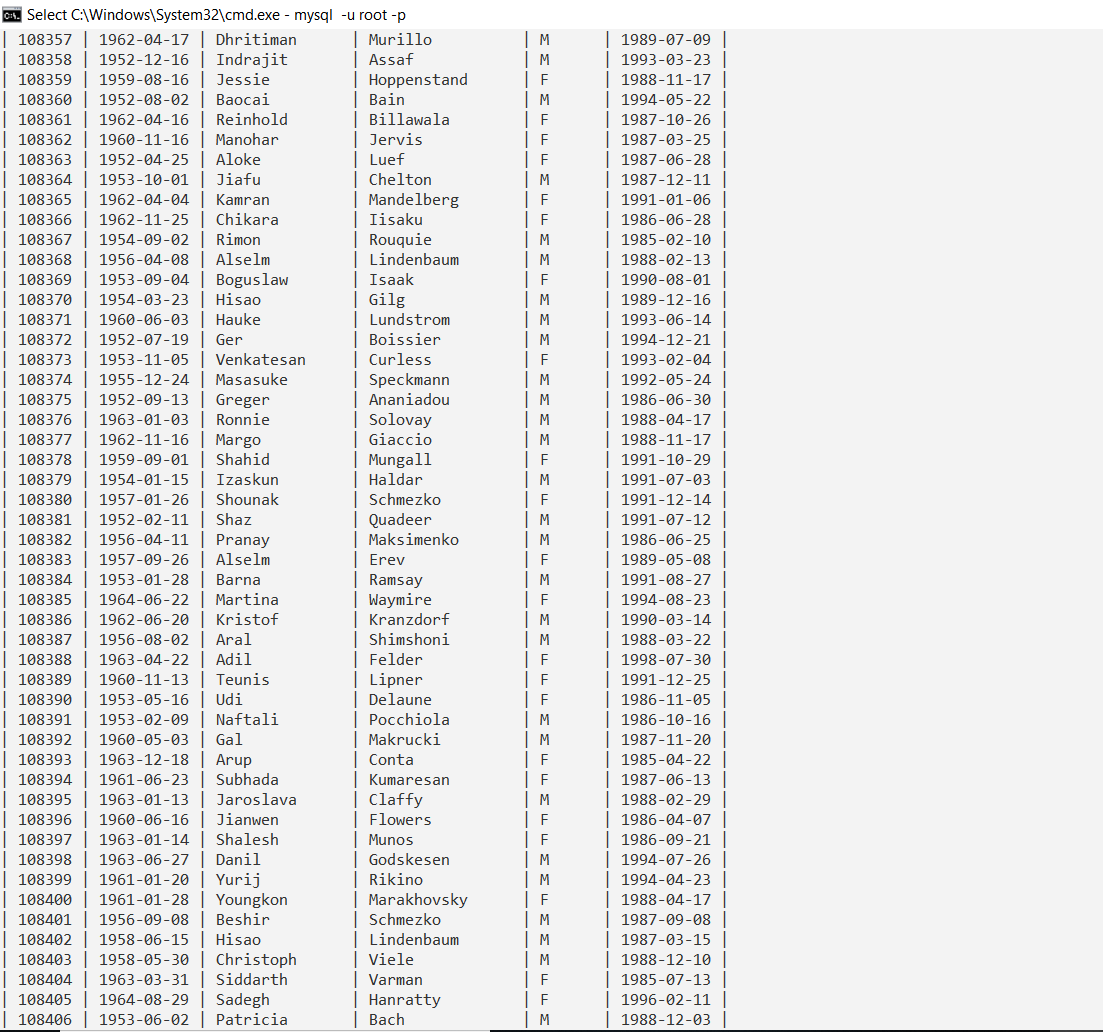 Select C:\Windows\System32\cmd.exe - mysql  -u root -p
| 108357 | 1962-04-17 | Dhritiman      | Murillo          | M      | 1989-07-09 |
| 108358 | 1952-12-16 | Indrajit       | Assaf            | M      | 1993-03-23 |
| 108359 | 1959-08-16 | Jessie         | Hoppenstand      | F      | 1988-11-17 |
| 108360 | 1952-08-02 | Baocai         | Bain             | M      | 1994-05-22 |
| 108361 | 1962-04-16 | Reinhold       | Billawala        | F      | 1987-10-26 |
| 108362 | 1960-11-16 | Manohar        | Jervis           | F      | 1987-03-25 |
| 108363 | 1952-04-25 | Aloke          | Luef             | F      | 1987-06-28 |
| 108364 | 1953-10-01 | Jiafu          | Chelton          | M      | 1987-12-11 |
| 108365 | 1962-04-04 | Kamran         | Mandelberg       | F      | 1991-01-06 |
| 108366 | 1962-11-25 | Chikara        | Iisaku           | F      | 1986-06-28 |
| 108367 | 1954-09-02 | Rimon          | Rouquie          | M      | 1985-02-10 |
| 108368 | 1956-04-08 | Alselm         | Lindenbaum       | M      | 1988-02-13 |
| 108369 | 1953-09-04 | Boguslaw       | Isaak            | F      | 1990-08-01 |
| 108370 | 1954-03-23 | Hisao          | Gilg             | M      | 1989-12-16 |
| 108371 | 1960-06-03 | Hauke          | Lundstrom        | M      | 1993-06-14 |
| 108372 | 1952-07-19 | Ger            | Boissier         | M      | 1994-12-21 |
| 108373 | 1953-11-05 | Venkatesan     | Curless          | F      | 1993-02-04 |
| 108374 | 1955-12-24 | Masasuke       | Speckmann        | M      | 1992-05-24 |
| 108375 | 1952-09-13 | Greger         | Ananiadou        | M      | 1986-06-30 |
| 108376 | 1963-01-03 | Ronnie         | Solovay          | M      | 1988-04-17 |
| 108377 | 1962-11-16 | Margo          | Giaccio          | M      | 1988-11-17 |
| 108378 | 1959-09-01 | Shahid         | Mungall          | F      | 1991-10-29 |
| 108379 | 1954-01-15 | Izaskun        | Haldar           | M      | 1991-07-03 |
| 108380 | 1957-01-26 | Shounak        | Schmezko         | F      | 1991-12-14 |
| 108381 | 1952-02-11 | Shaz           | Quadeer          | M      | 1991-07-12 |
| 108382 | 1956-04-11 | Pranay         | Maksimenko       | M      | 1986-06-25 |
| 108383 | 1957-09-26 | Alselm         | Erev             | F      | 1989-05-08 |
| 108384 | 1953-01-28 | Barna          | Ramsay           | M      | 1991-08-27 |
| 108385 | 1964-06-22 | Martina        | Waymire          | F      | 1994-08-23 |
| 108386 | 1962-06-20 | Kristof        | Kranzdorf        | M      | 1990-03-14 |
| 108387 | 1956-08-02 | Aral           | Shimshoni        | M      | 1988-03-22 |
| 108388 | 1963-04-22 | Adil           | Felder           | F      | 1998-07-30 |
| 108389 | 1960-11-13 | Teunis         | Lipner           | F      | 1991-12-25 |
| 108390 | 1953-05-16 | Udi            | Delaune          | F      | 1986-11-05 |
| 108391 | 1953-02-09 | Naftali        | Pocchiola        | M      | 1986-10-16 |
| 108392 | 1960-05-03 | Gal            | Makrucki         | M      | 1987-11-20 |
| 108393 | 1963-12-18 | Arup           | Conta            | F      | 1985-04-22 |
| 108394 | 1961-06-23 | Subhada        | Kumaresan        | F      | 1987-06-13 |
| 108395 | 1963-01-13 | Jaroslava      | Claffy           | M      | 1988-02-29 |
| 108396 | 1960-06-16 | Jianwen        | Flowers          | F      | 1986-04-07 |
| 108397 | 1963-01-14 | Shalesh        | Munos            | F      | 1986-09-21 |
| 108398 | 1963-06-27 | Danil          | Godskesen        | M      | 1994-07-26 |
| 108399 | 1961-01-20 | Yurij          | Rikino           | M      | 1994-04-23 |
| 108400 | 1961-01-28 | Youngkon       | Marakhovsky      | F      | 1988-04-17 |
| 108401 | 1956-09-08 | Beshir         | Schmezko         | M      | 1987-09-08 |
| 108402 | 1958-06-15 | Hisao          | Lindenbaum       | M      | 1987-03-15 |
| 108403 | 1958-05-30 | Christoph      | Viele            | M      | 1988-12-10 |
| 108404 | 1963-03-31 | Siddarth       | Varman           | F      | 1985-07-13 |
| 108405 | 1964-08-29 | Sadegh         | Hanratty         | F      | 1996-02-11 |
| 108406 | 1953-06-02 | Patricia       | Bach             | M      | 1988-12-03 |